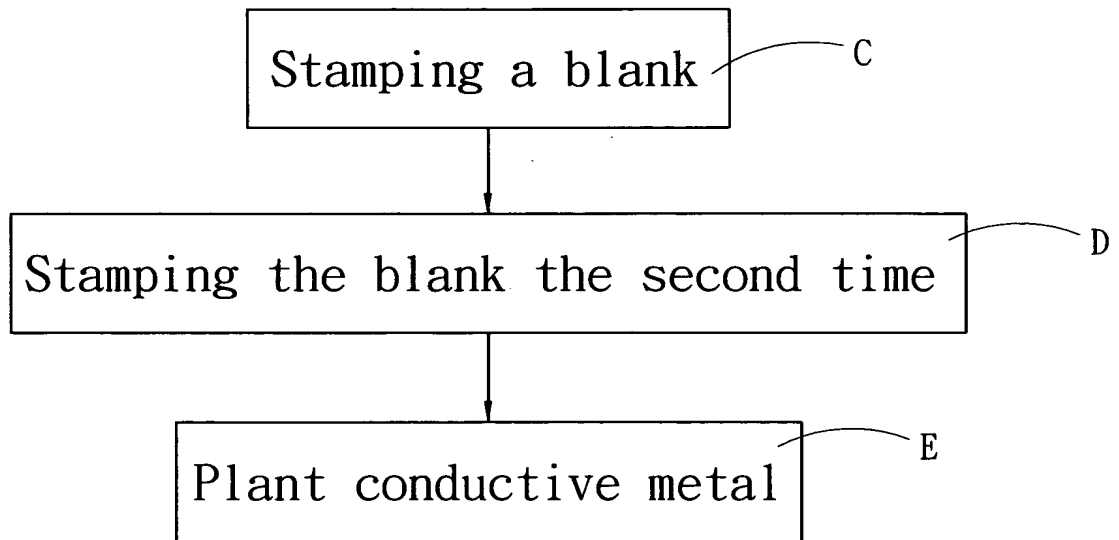 Stamping a blank
C
Stamping the blank the second time
D
Plant conductive metal
E